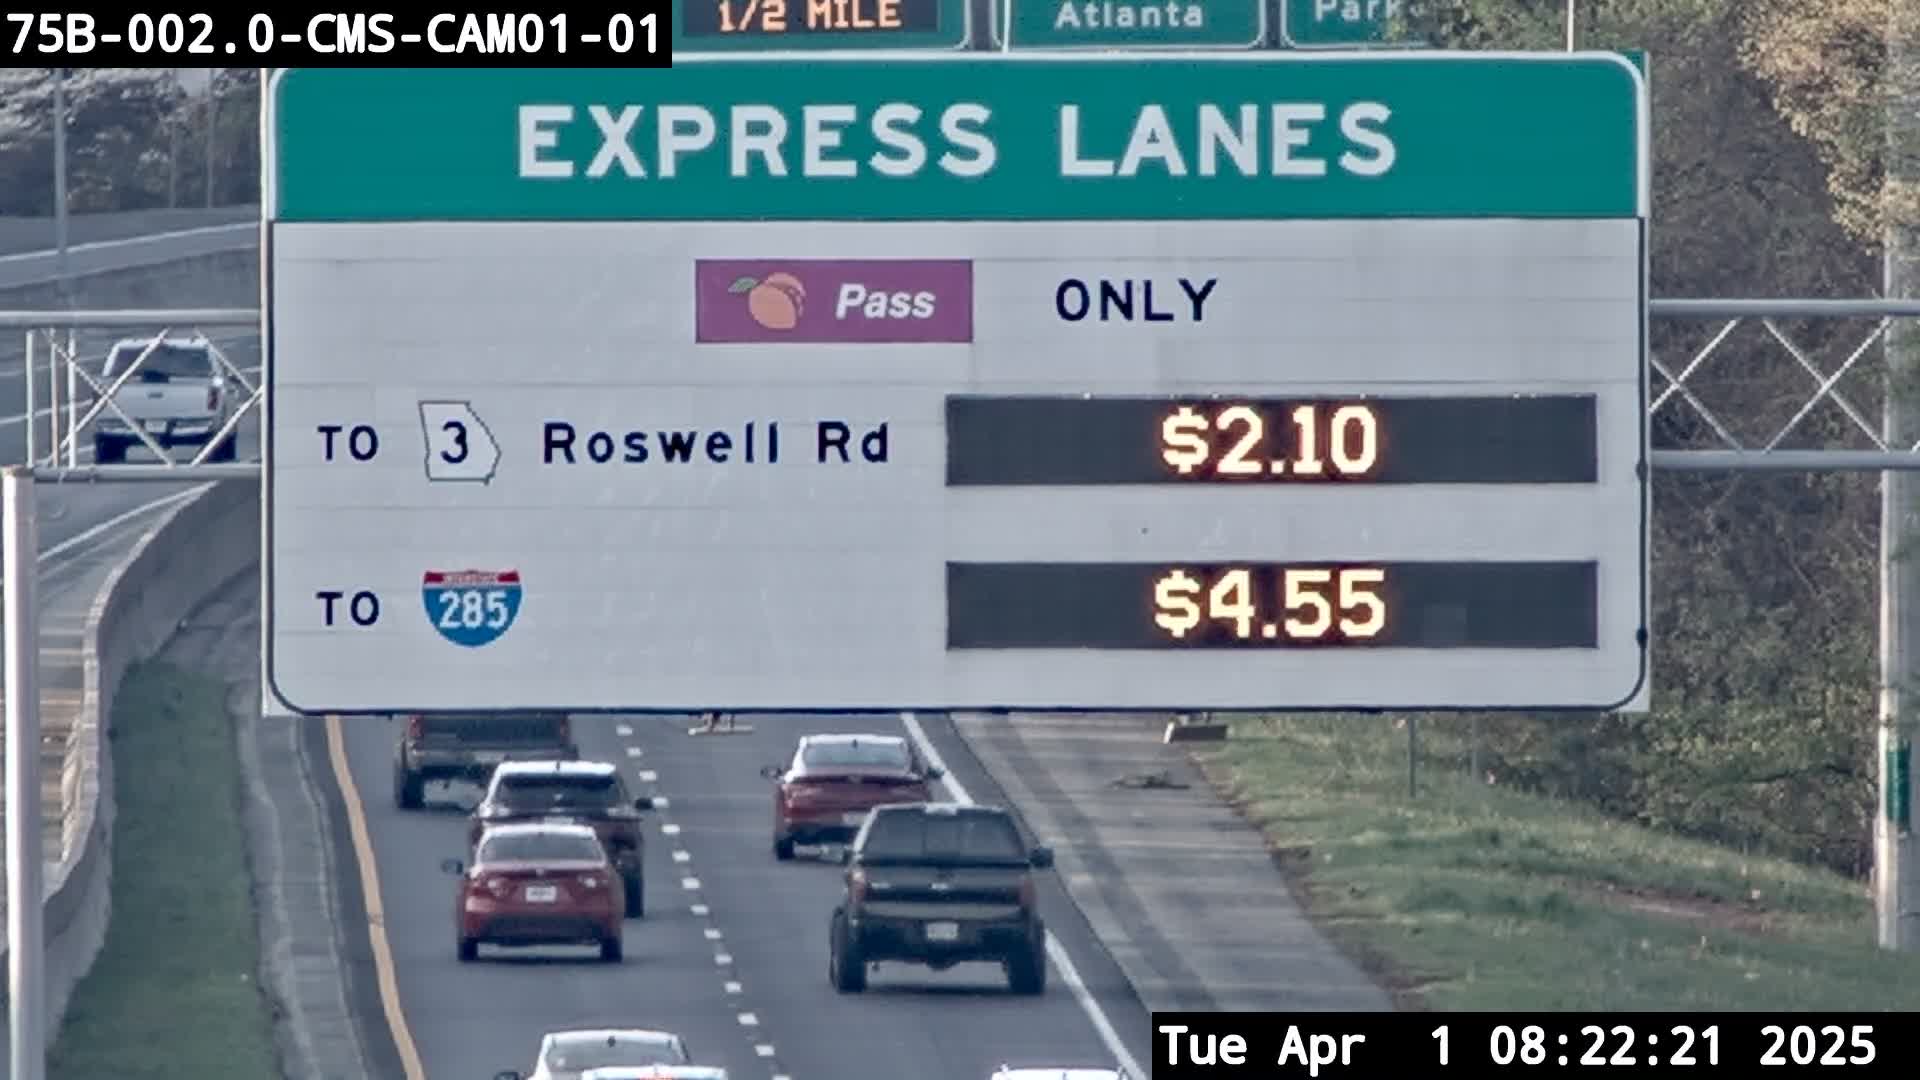 75B-002.0-CMS-CAM01-01
1/2 MILE
Atlanta
EXPRESS LANES
Pass ONLY
TO 3 Roswell Rd $2.10
TO 285 $4.55
Tue Apr 1 08:22:21 2025